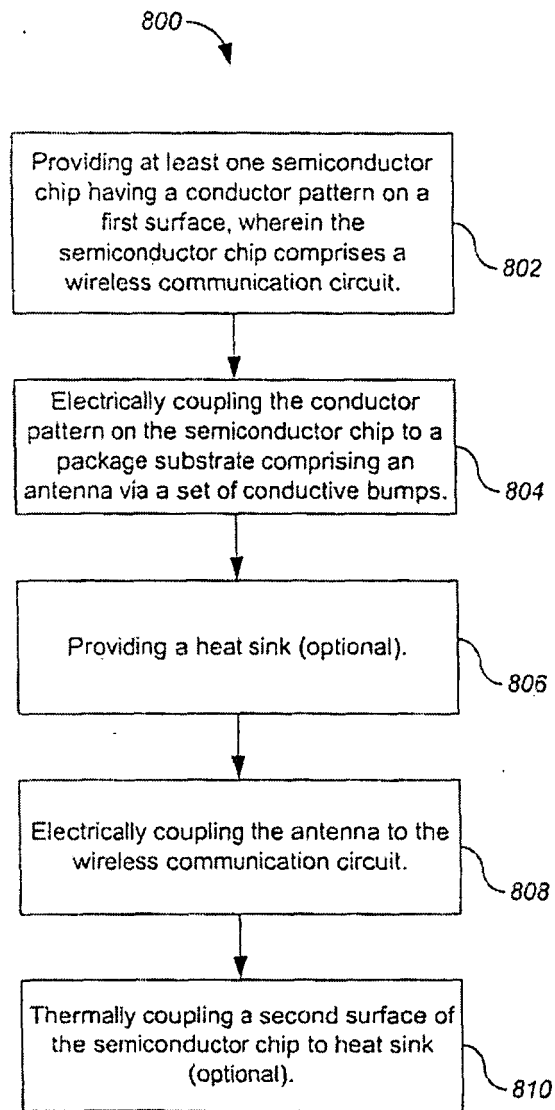 800
Providing at least one semiconductor
chip having a conductor pattern on a
first surface, wherein the
semiconductor chip comprises a
wireless communication circuit.
802
Electrically coupling the conductor
pattern on the semiconductor chip to a
package substrate comprising an
antenna via a set of conductive bumps.
804
Providing a heat sink (optional).
806
Electrically coupling the antenna to the
wireless communication circuit.
808
Thermally coupling a second surface of
the semiconductor chip to heat sink
(optional).
810